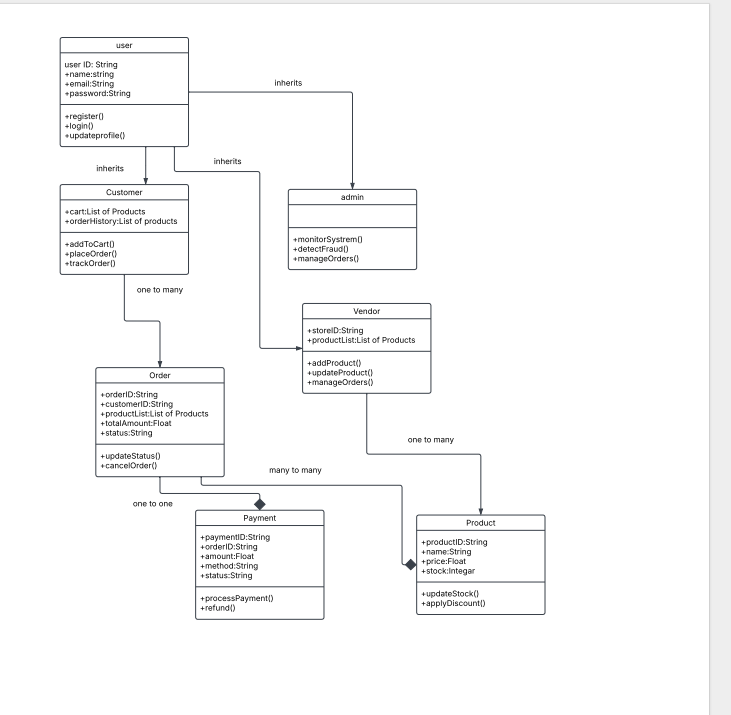 user
user ID: String
+name:string
+email:String
+password:String
+register()
+login()
+updateprofile()
inherits
inherits
inherits
Customer
+cart:List of Products
+orderHistory:List of products
+addToCart()
+placeOrder()
+trackOrder()
admin
+monitorSystrem()
+detectFraud()
+manageOrders()
one to many
Vendor
+storeID:String
+productList:List of Products
+addProduct()
+updateProduct()
+manageOrders()
Order
+orderID:String
+customerID:String
+productList:List of Products
+totalAmount:Float
+status:String
+updateStatus()
+cancelOrder()
one to many
many to many
one to one
Payment
+paymentID:String
+orderID:String
+amount:Float
+method:String
+status:String
+processPayment()
+refund()
Product
+productID:String
+name:String
+price:Float
+stock:Integar
+updateStock()
+applyDiscount()